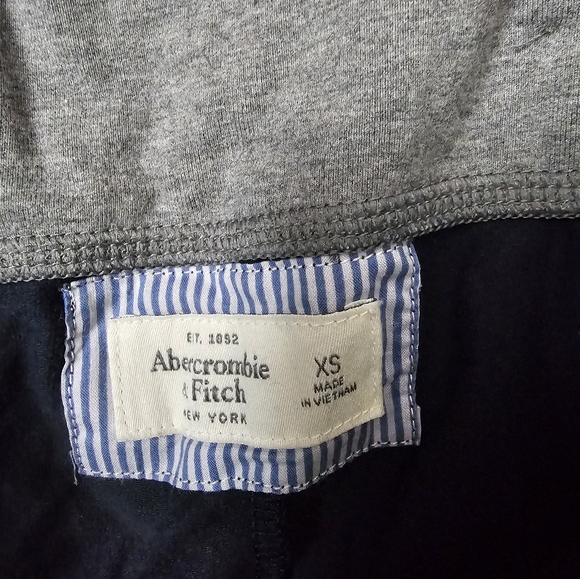 EST. 1892
Abercrombie
& Fitch
NEW YORK
XS
MADE
IN VIETNAM